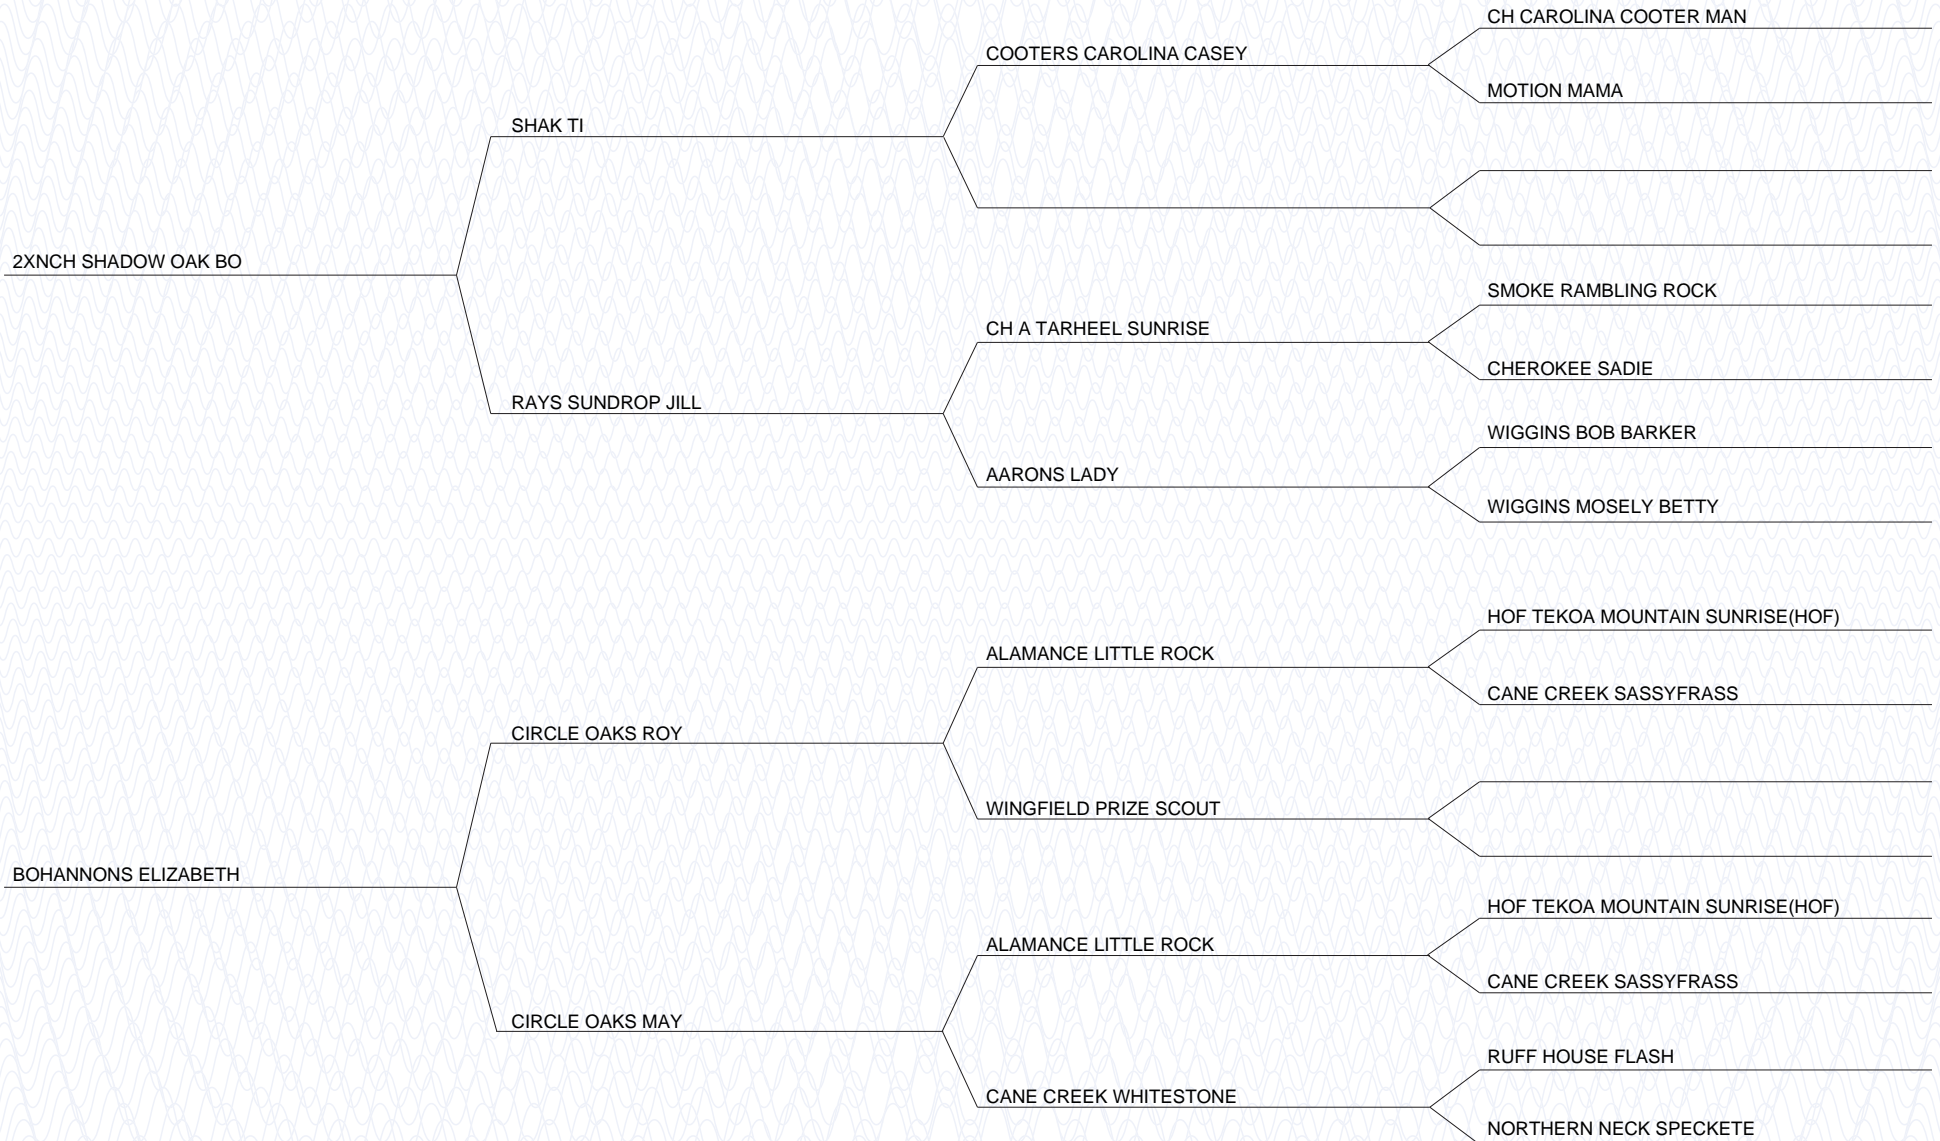 CH CAROLINA COOTER MAN
COOTERS CAROLINA CASEY
MOTION MAMA
SHAK TI
2XNCH SHADOW OAK BO
SMOKE RAMBLING ROCK
CH A TARHEEL SUNRISE
CHEROKEE SADIE
RAYS SUNDROP JILL
WIGGINS BOB BARKER
AARONS LADY
WIGGINS MOSELY BETTY
HOF TEKOA MOUNTAIN SUNRISE(HOF)
ALAMANCE LITTLE ROCK
CANE CREEK SASSYFRASS
CIRCLE OAKS ROY
WINGFIELD PRIZE SCOUT
BOHANNONS ELIZABETH
HOF TEKOA MOUNTAIN SUNRISE(HOF)
ALAMANCE LITTLE ROCK
CANE CREEK SASSYFRASS
CIRCLE OAKS MAY
RUFF HOUSE FLASH
CANE CREEK WHITESTONE
NORTHERN NECK SPECKETE